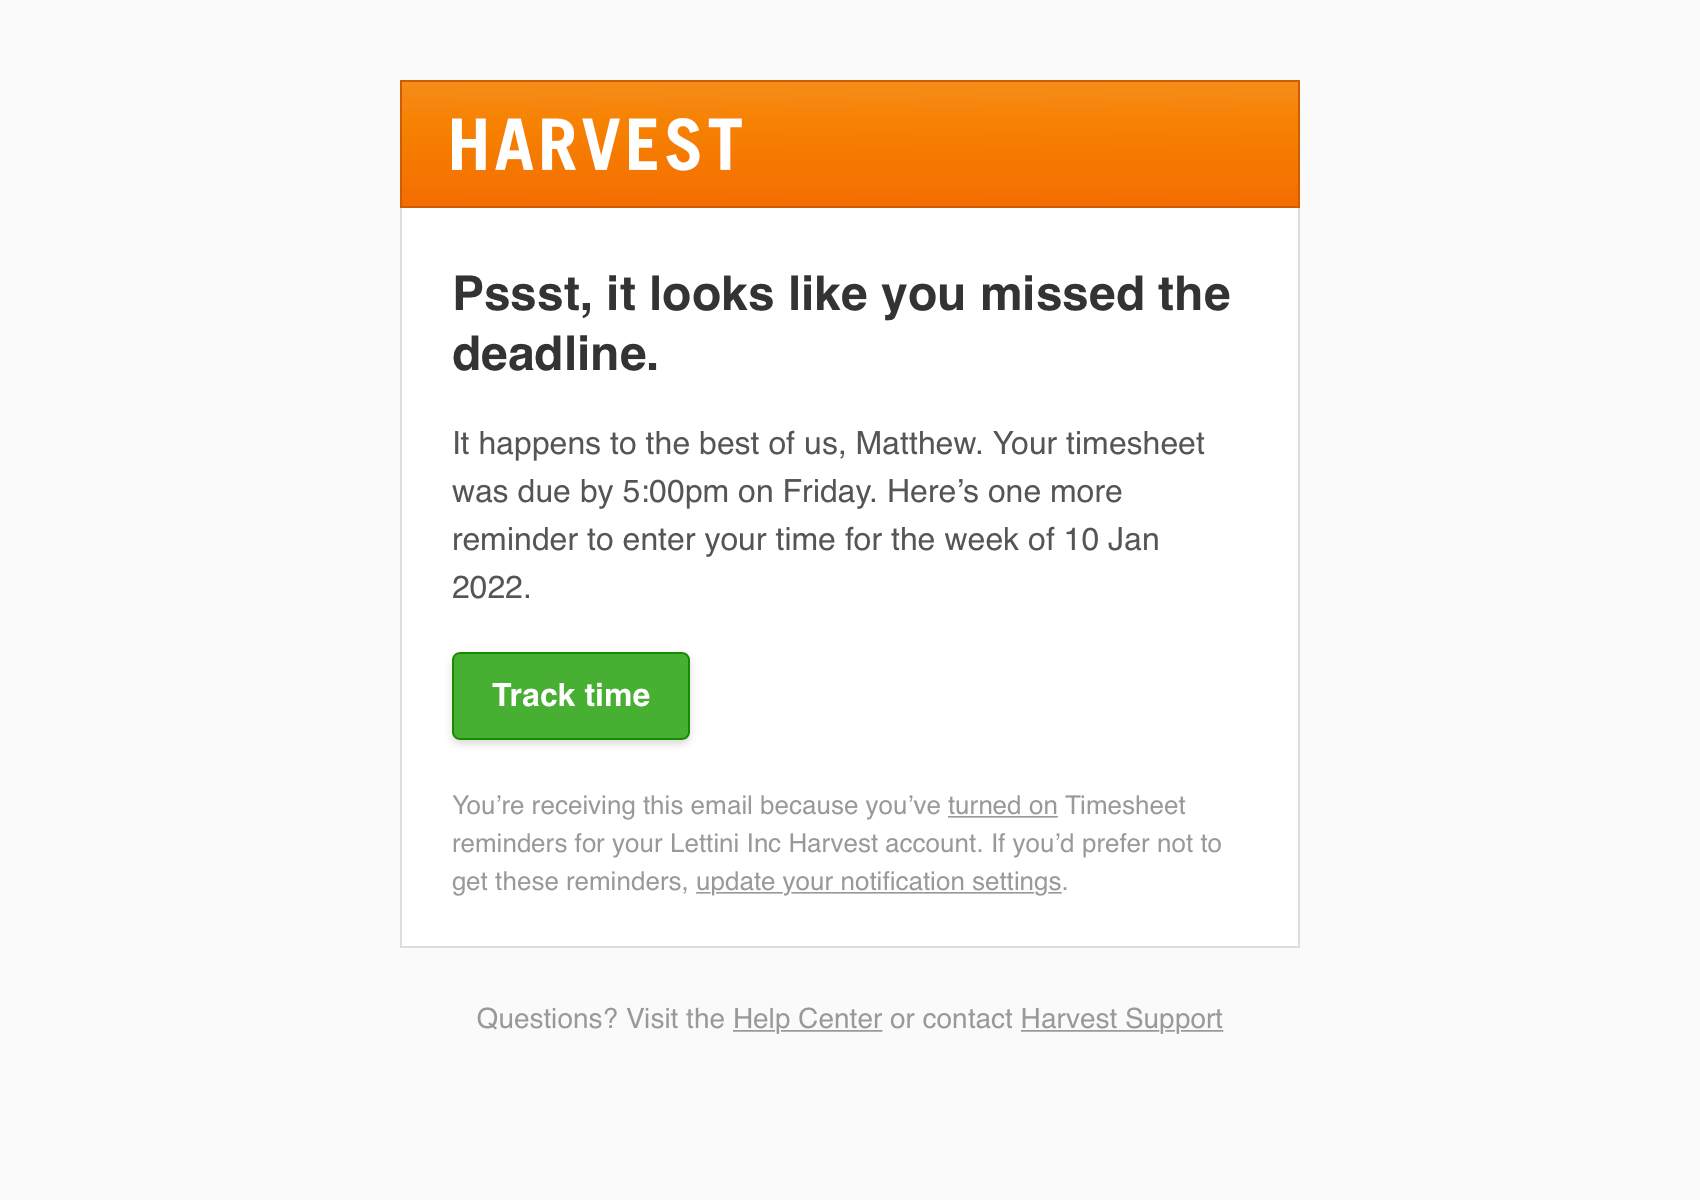 HARVEST
Pssst, it looks like you missed the
deadline.
It happens to the best of us, Matthew. Your timesheet
was due by 5:00pm on Friday. Here’s one more
reminder to enter your time for the week of 10 Jan
2022.
Track time
You’re receiving this email because you’ve turned on Timesheet
reminders for your Lettini Inc Harvest account. If you’d prefer not to
get these reminders, update your notification settings.
Questions? Visit the Help Center or contact Harvest Support